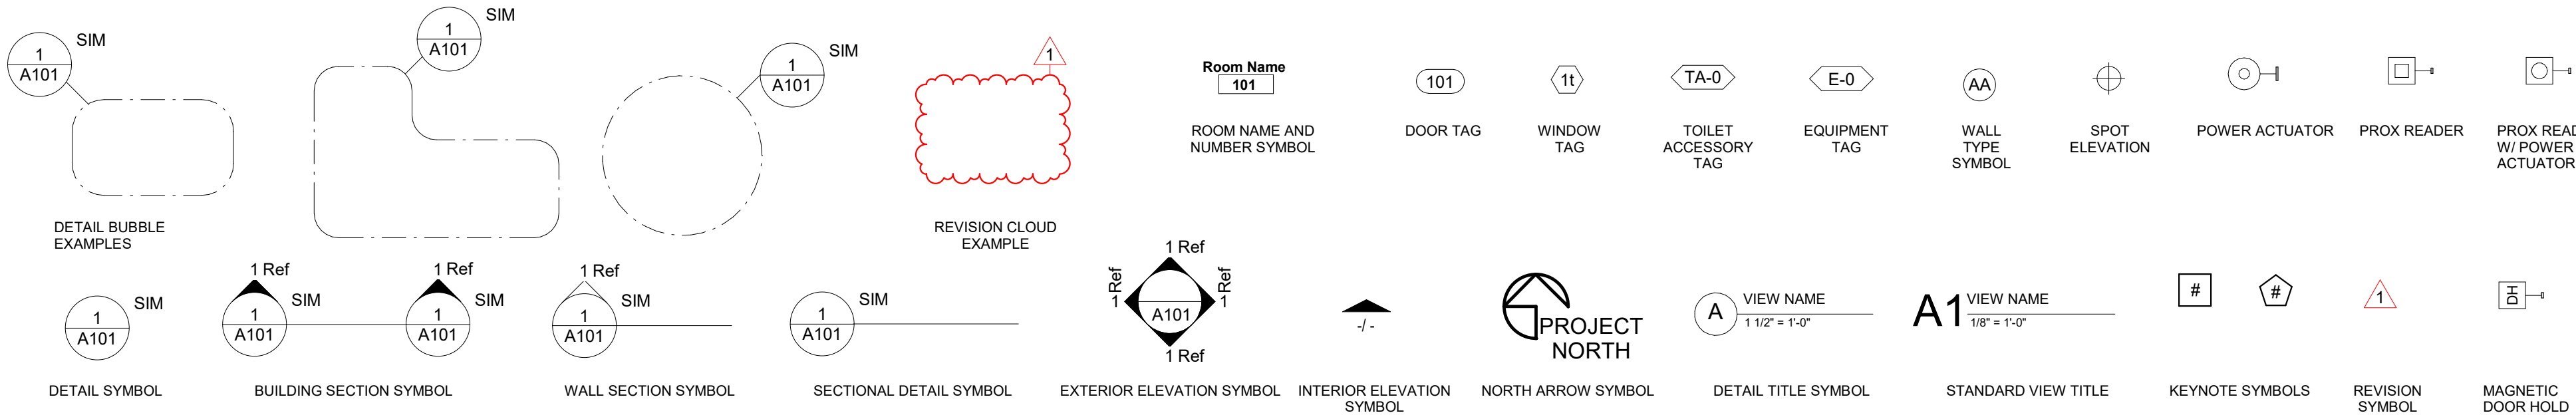 1
A101
SIM
1
A101
SIM
1
A101
SIM
1
DETAIL BUBBLE
EXAMPLES
REVISION CLOUD
EXAMPLE
Room Name
101
ROOM NAME AND
NUMBER SYMBOL
101
DOOR TAG
1t
WINDOW
TAG
TA-0
TOILET
ACCESSORY
TAG
E-0
EQUIPMENT
TAG
AA
WALL
TYPE
SYMBOL
SPOT
ELEVATION
POWER ACTUATOR
PROX READER
PROX READ
W/ POWER
ACTUATOR
1
A101
SIM
DETAIL SYMBOL
1 Ref
1
A101
SIM
1 Ref
1
A101
SIM
BUILDING SECTION SYMBOL
1 Ref
1
A101
SIM
WALL SECTION SYMBOL
1
A101
SIM
SECTIONAL DETAIL SYMBOL
1 Ref
1 Ref
A101
1 Ref
1 Ref
EXTERIOR ELEVATION SYMBOL
-/ -
INTERIOR ELEVATION
SYMBOL
PROJECT
NORTH
NORTH ARROW SYMBOL
A
VIEW NAME
1 1/2" = 1'-0"
DETAIL TITLE SYMBOL
A1
VIEW NAME
1/8" = 1'-0"
STANDARD VIEW TITLE
#
#
KEYNOTE SYMBOLS
1
REVISION
SYMBOL
DH
MAGNETIC
DOOR HOLD